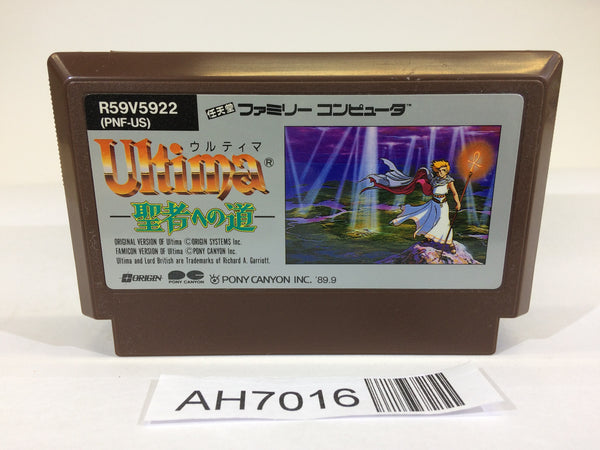 R59V5922
(PNF-US)
任天堂 ファミリー コンピュータ™
ウルティマ
Ultima®
聖者への道
ORIGINAL VERSION OF Ultima ©ORIGIN SYSTEMS Inc.
FAMICON VERSION OF Ultima ©PONY CANYON Inc.
Ultima and Lord British are Trademarks of Richard A. Garriott.
ORIGIN
PONY CANYON
PONY CANYON INC. '89.9
AH7016